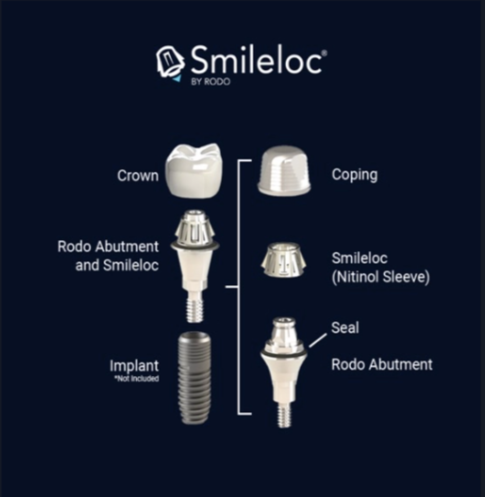 Smileloc®
BY RODO
Crown
Coping
Rodo Abutment
and Smileloc
Smileloc
(Nitinol Sleeve)
Seal
Implant
*Not Included
Rodo Abutment